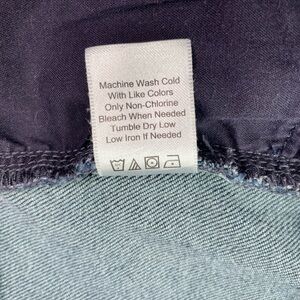 Machine Wash Cold
With Like Colors
Only Non-Chlorine
Bleach When Needed
Tumble Dry Low
Low Iron If Needed